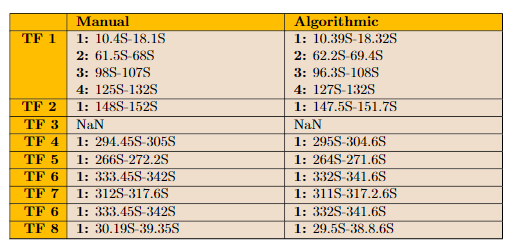 Manual Algorithmic
TF 1 1: 10.4S-18.1S 1: 10.39S-18.32S
2: 61.5S-68S 2: 62.2S-69.4S
3: 98S-107S 3: 96.3S-108S
4: 125S-132S 4: 127S-132S
TF 2 1: 148S-152S 1: 147.5S-151.7S
TF 3 NaN NaN
TF 4 1: 294.45S-305S 1: 295S-304.6S
TF 5 1: 266S-272.2S 1: 264S-271.6S
TF 6 1: 333.45S-342S 1: 332S-341.6S
TF 7 1: 312S-317.6S 1: 311S-317.2.6S
TF 6 1: 333.45S-342S 1: 332S-341.6S
TF 8 1: 30.19S-39.35S 1: 29.5S-38.8.6S